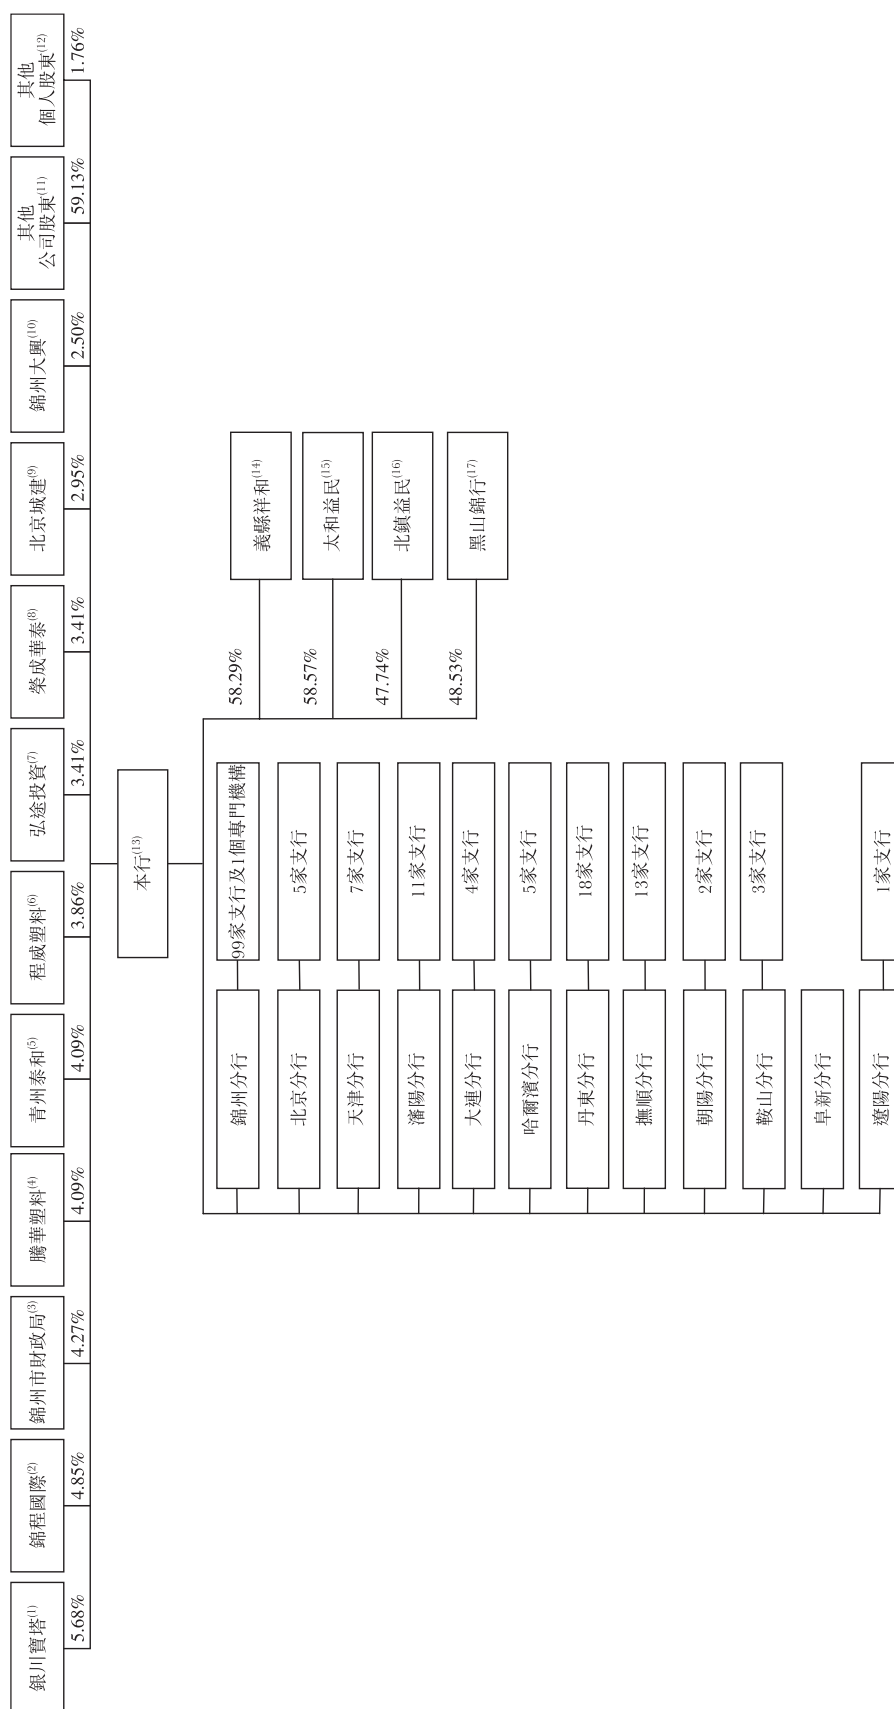 銀川寶塔(1)
5.68%
錦程國際(2)
4.85%
錦州市財政局(3)
4.27%
騰華塑料(4)
4.09%
青州泰和(5)
4.09%
程威塑料(6)
3.86%
弘途投資(7)
3.41%
榮成華泰(8)
3.41%
北京城建(9)
2.95%
錦州大興(10)
2.50%
其他
公司股東(11)
59.13%
其他
個人股東(12)
1.76%
本行(13)
錦州分行
99家支行及1個專門機構
北京分行
5家支行
天津分行
7家支行
瀋陽分行
11家支行
大連分行
4家支行
哈爾濱分行
5家支行
丹東分行
18家支行
撫順分行
13家支行
朝陽分行
2家支行
鞍山分行
3家支行
阜新分行
遼陽分行
1家支行
58.29%
義縣祥和(14)
58.57%
太和益民(15)
47.74%
北鎮益民(16)
48.53%
黑山錦行(17)